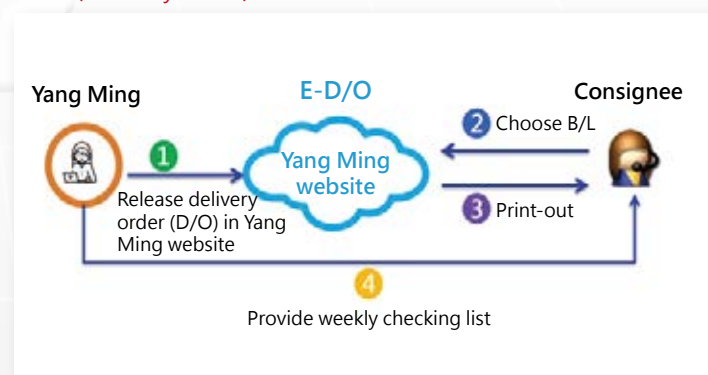 Yang Ming
E-D/O
Consignee
1
Release delivery
order (D/O) in Yang
Ming website
Yang Ming
website
2 Choose B/L
3 Print-out
4
Provide weekly checking list